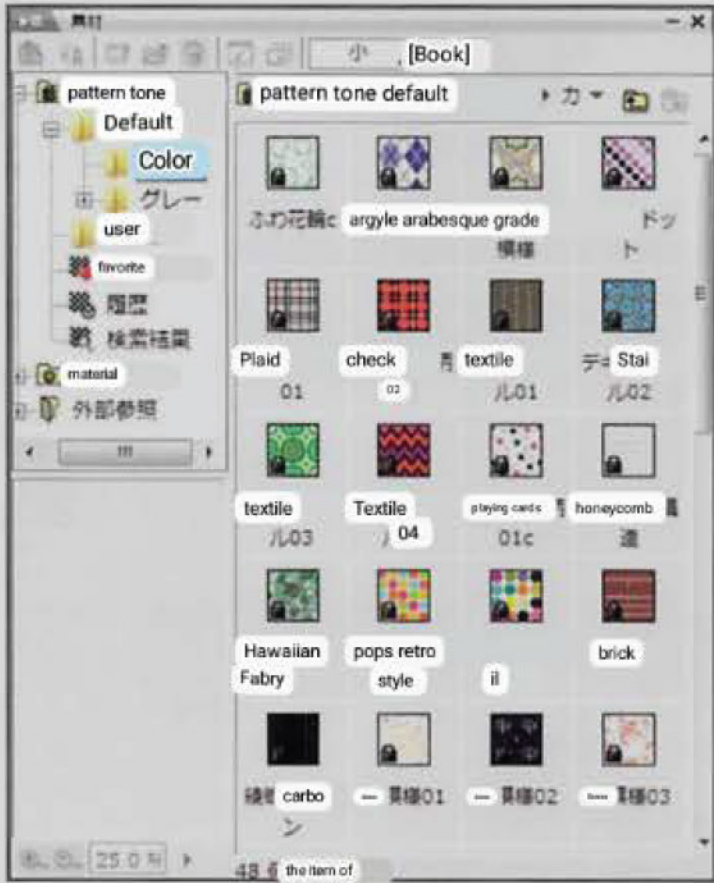 素材
小 , [Book]
pattern tone
Default
Color
グレー
user
favorite
履歴
検索結果
material
外部参照
pattern tone default
カ
ふわ花輪c
argyle arabesque grade
模様
ドッ
ト
Plaid
01
check
02
textile
ル01
デ Stai
ル02
textile
ル03
Textile
04
playing cards
01c
honeycomb
造
Hawaiian
Fabry
pops retro
style
il
brick
carbo
ン
模様01
模様02
模様03
25.0
48 the item of